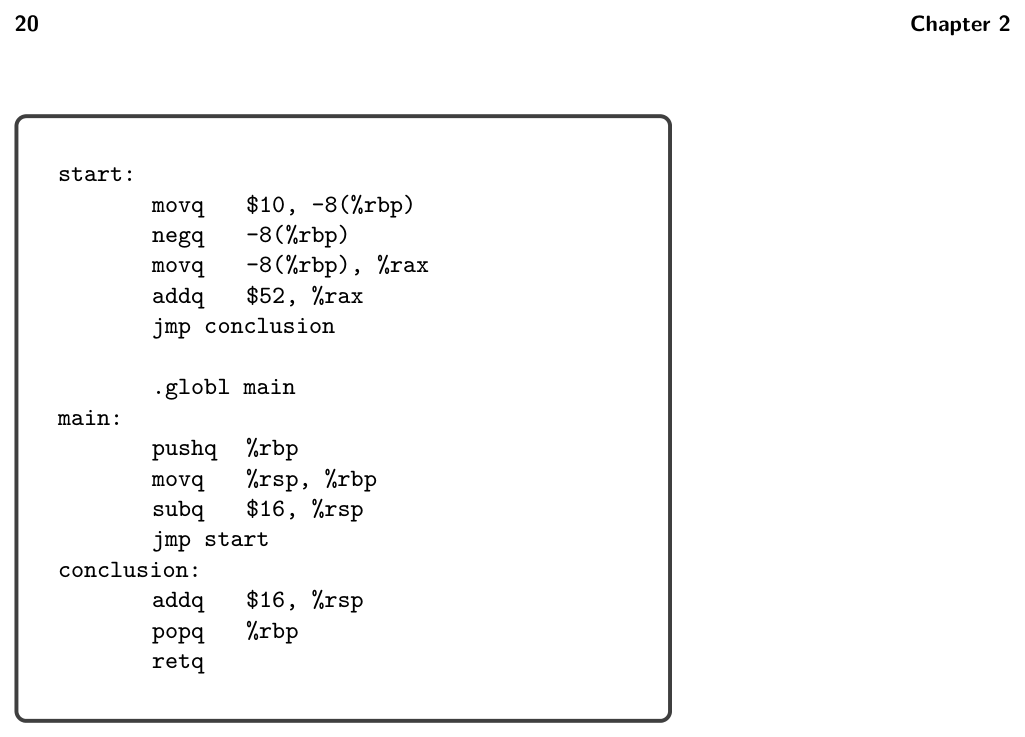 20 Chapter 2
start:
movq $10, -8(%rbp)
negq -8(%rbp)
movq -8(%rbp), %rax
addq $52, %rax
jmp conclusion
.globl main
main:
pushq %rbp
movq %rsp, %rbp
subq $16, %rsp
jmp start
conclusion:
addq $16, %rsp
popq %rbp
retq